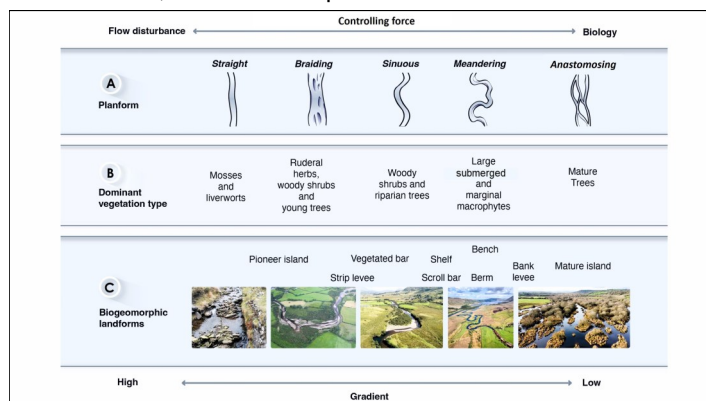 Controlling force
Flow disturbance
Biology
A
Planform
Straight
Braiding
Sinuous
Meandering
Anastomosing
B
Dominant
vegetation type
Mosses
and
liverworts
Ruderal
herbs,
woody shrubs
and
young trees
Woody
shrubs and
riparian trees
Large
submerged
and
marginal
macrophytes
Mature
Trees
C
Biogeomorphic
landforms
Pioneer island
Strip levee
Vegetated bar
Shelf
Scroll bar
Bench
Berm
Bank
levee
Mature island
High
Low
Gradient